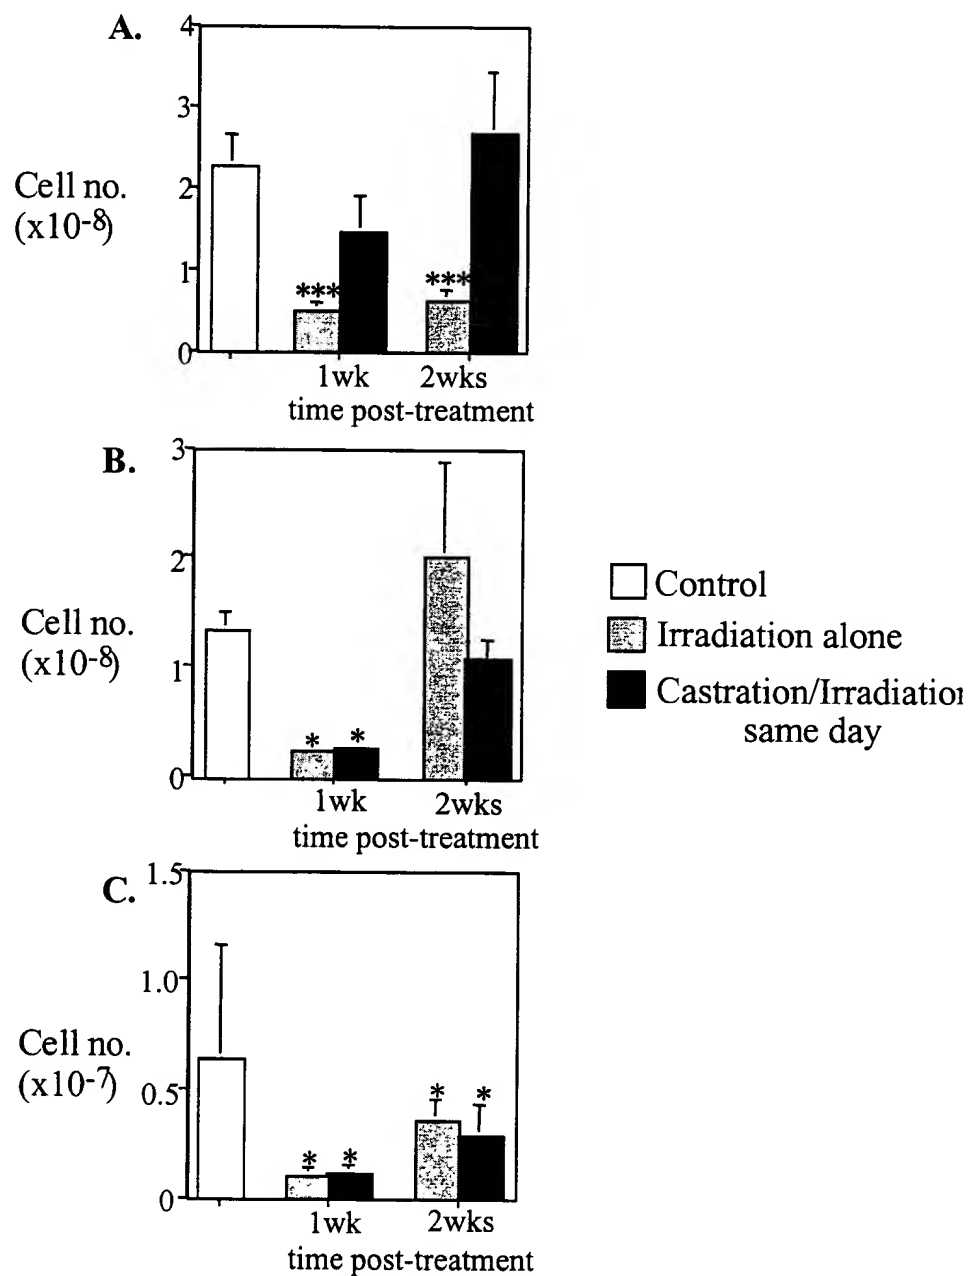 A.
4
3
2
1
0
Cell no.
(x10-8)
***
***
1wk 2wks
time post-treatment
B.
3
2
1
0
Cell no.
(x10-8)
* *
1wk 2wks
time post-treatment
Control
Irradiation alone
Castration/Irradiation
same day
C.
1.5
1.0
0.5
0
Cell no.
(x10-7)
* *
* *
1wk 2wks
time post-treatment